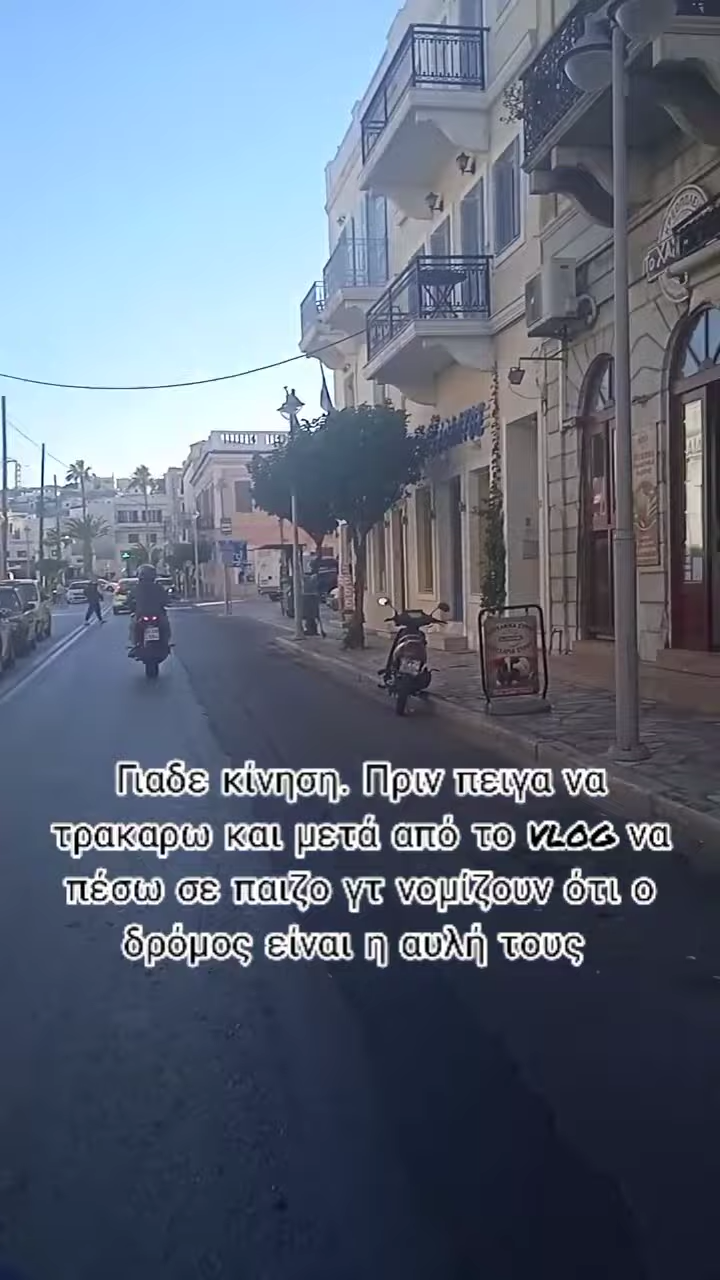 Γιαδε κίνηση. Πριν πειγα να
τρακαρω και μετά από το VLOG να
πέσω σε παιζο γτ νομίζουν ότι ο
δρόμος είναι η αυλή τους